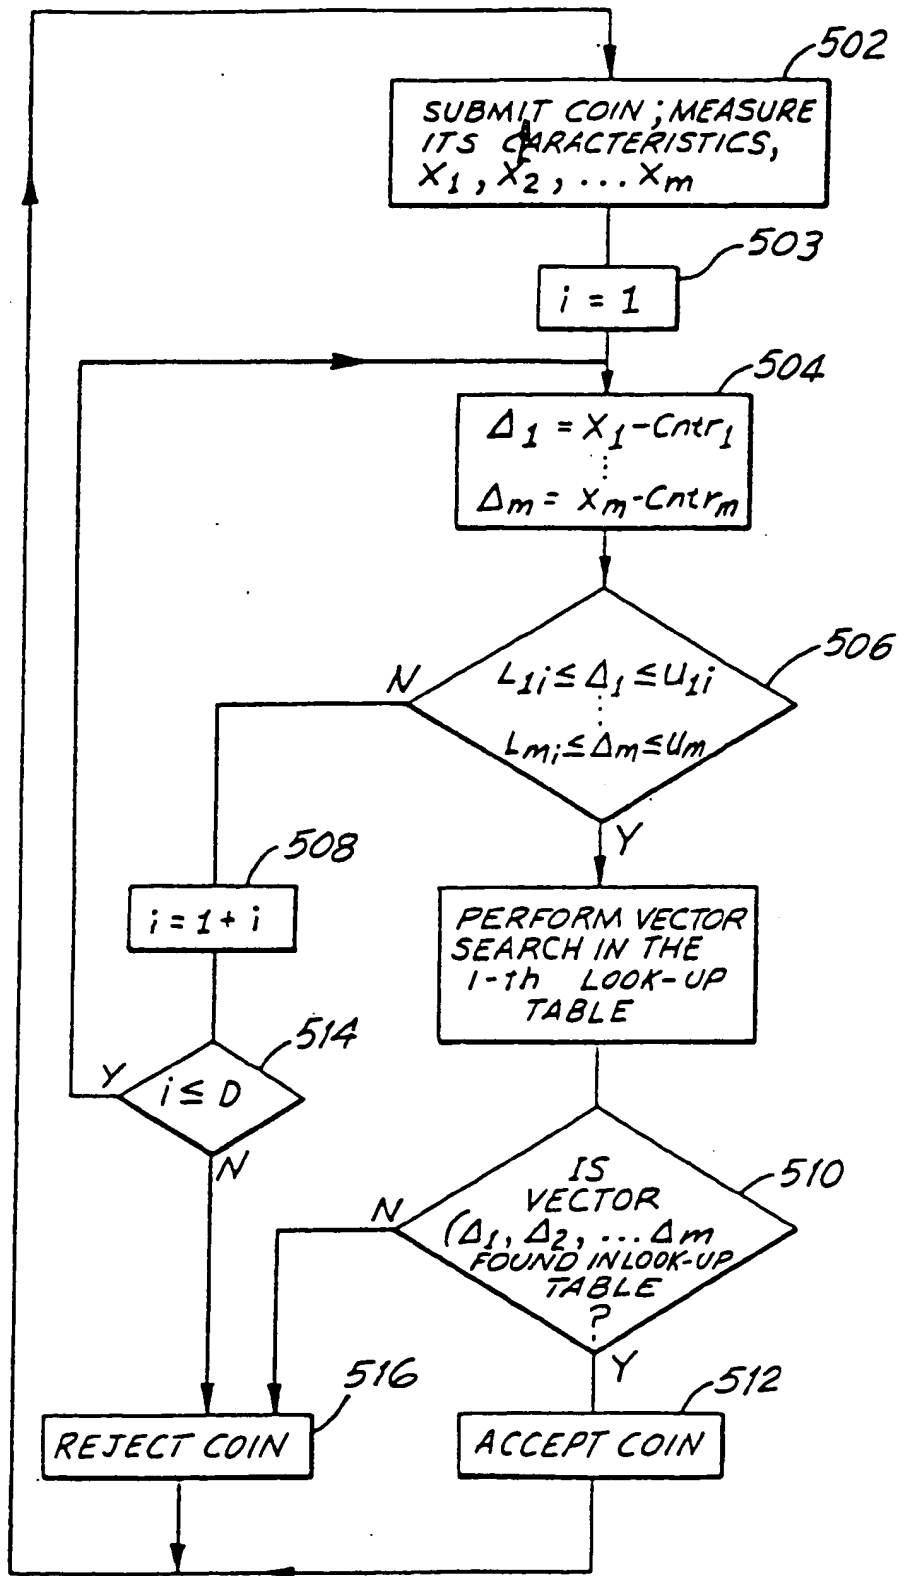 502
SUBMIT COIN ; MEASURE
ITS CARACTERISTICS,
X1 , X2 , ... Xm
503
i = 1
504
Δ1 = X1-Cntr1
⋮
Δm = Xm-Cntrm
506
N
L1i ≤ Δ1 ≤ U1i
⋮
Lmi ≤ Δm ≤ Um
Y
508
i = 1 + i
PERFORM VECTOR
SEARCH IN THE
1-th LOOK-UP
TABLE
514
Y
i ≤ D
N
510
N
IS
VECTOR
(Δ1, Δ2, ... Δm
FOUND IN LOOK-UP
TABLE
?
Y
516
REJECT COIN
512
ACCEPT COIN